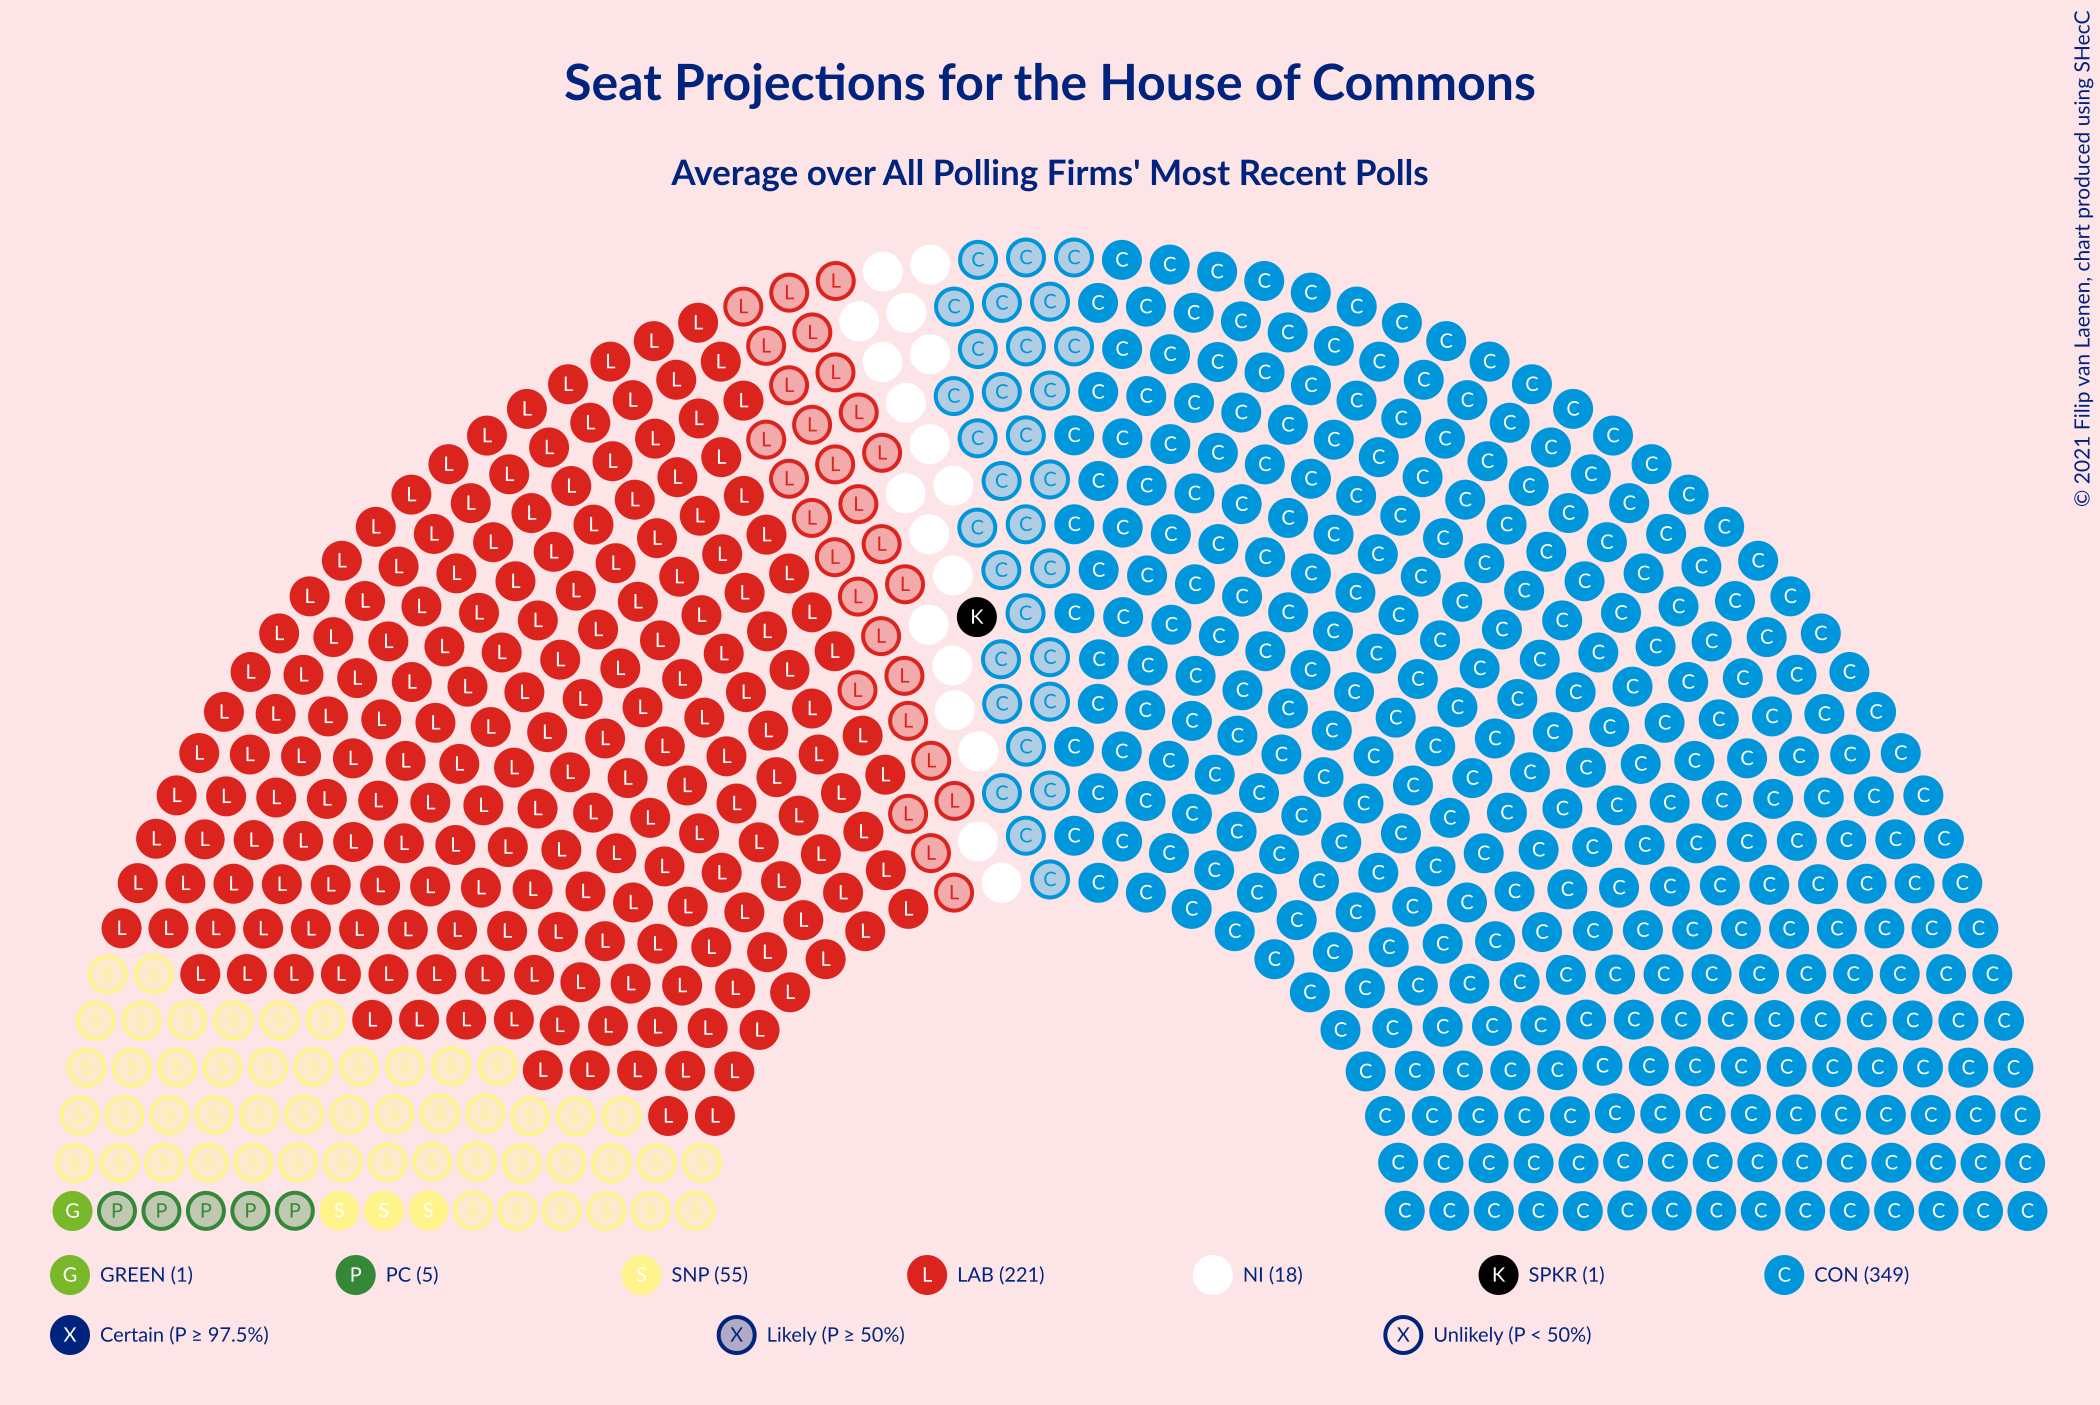 Seat Projections for the House of Commons
Average over All Polling Firms' Most Recent Polls
© 2021 Filip van Laenen, chart produced using SHecC
G GREEN (1) P PC (5) S SNP (55) L LAB (221) NI (18) K SPKR (1) C CON (349)
X Certain (P ≥ 97.5%) X Likely (P ≥ 50%) X Unlikely (P < 50%)